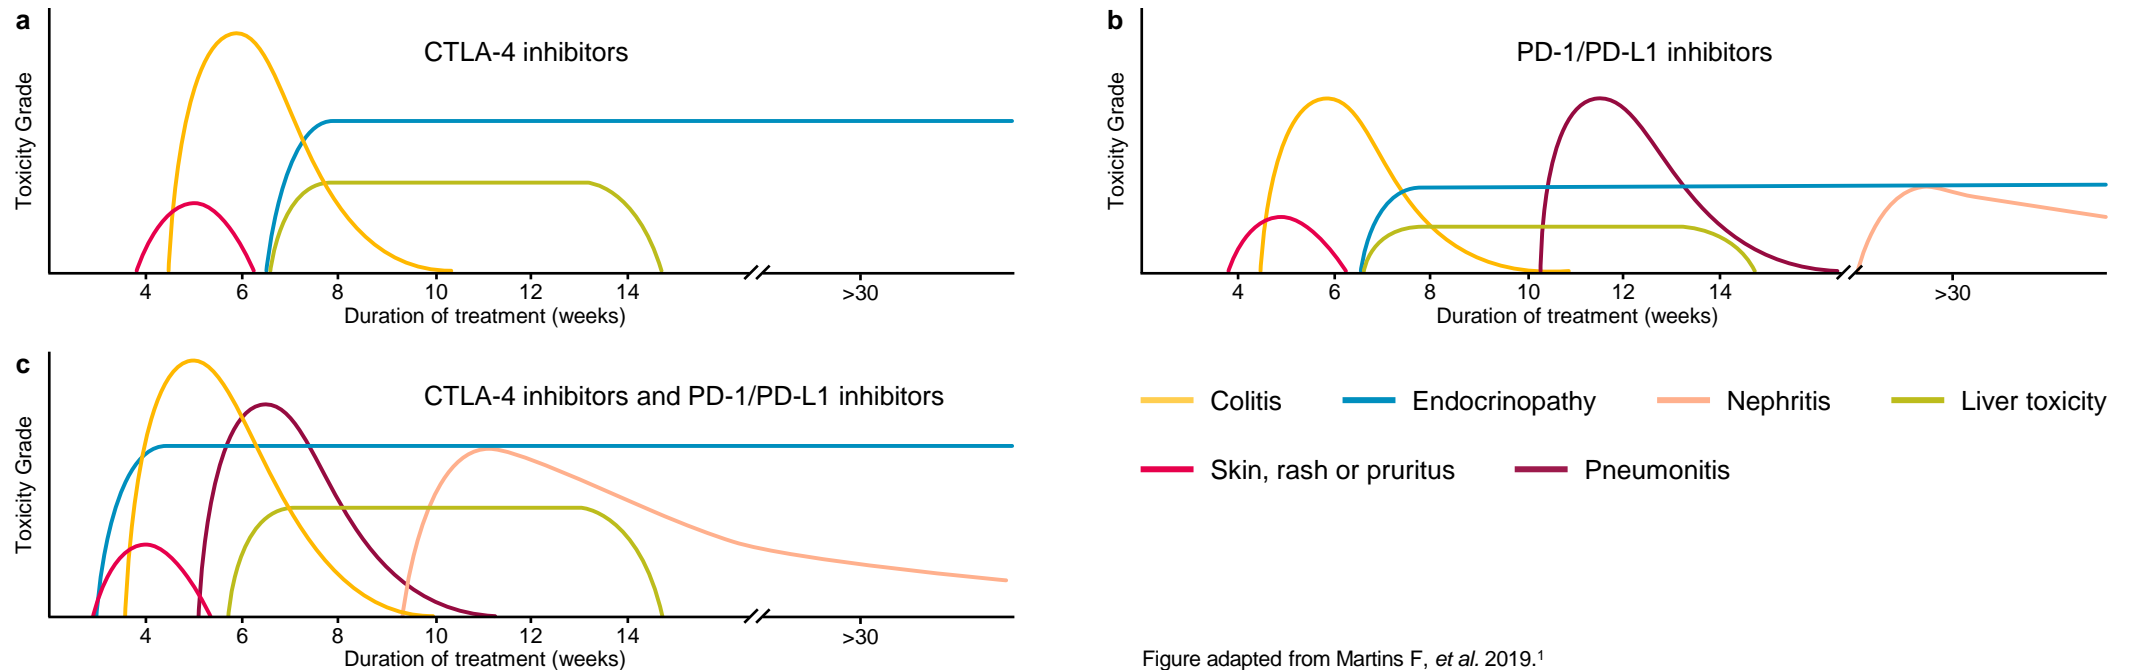 a
CTLA-4 inhibitors
Toxicity Grade
4 6 8 10 12 14 >30
Duration of treatment (weeks)
b
PD-1/PD-L1 inhibitors
Toxicity Grade
4 6 8 10 12 14 >30
Duration of treatment (weeks)
c
CTLA-4 inhibitors and PD-1/PD-L1 inhibitors
Toxicity Grade
4 6 8 10 12 14 >30
Duration of treatment (weeks)
Colitis Endocrinopathy Nephritis Liver toxicity
Skin, rash or pruritus Pneumonitis
Figure adapted from Martins F, et al. 2019.¹